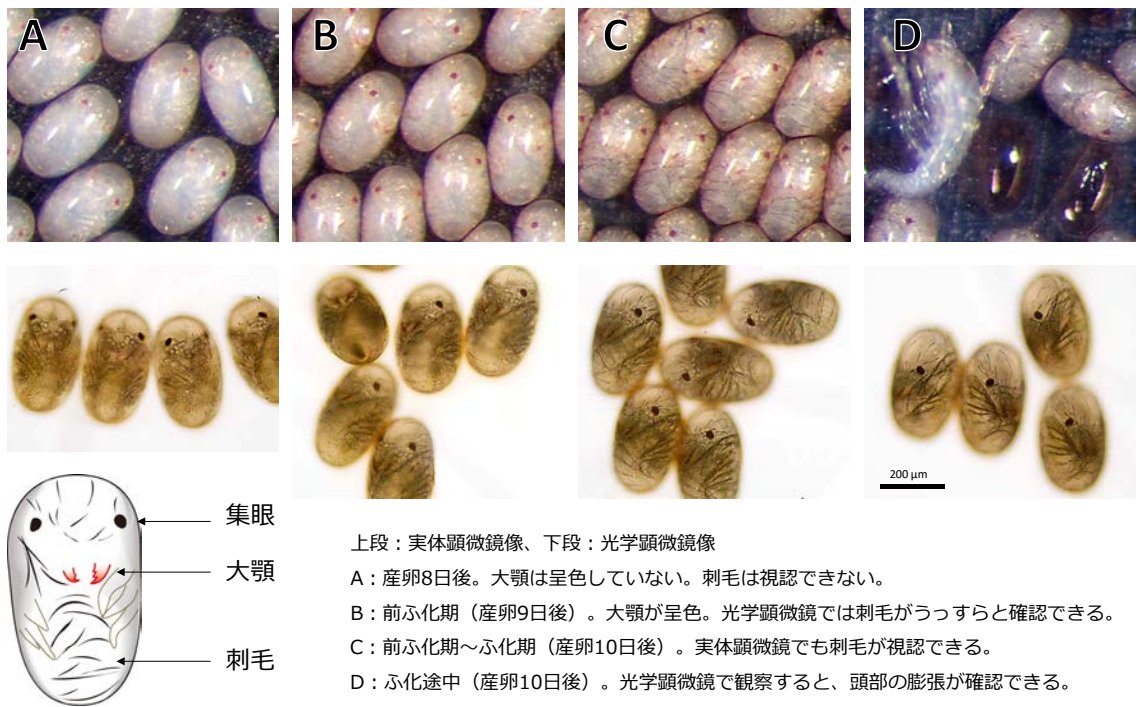 A
B
C
D
200 μm
集眼
大顎
刺毛
上段：実体顕微鏡像、下段：光学顕微鏡像
A：産卵8日後。大顎は呈色していない。刺毛は視認できない。
B：前ふ化期（産卵9日後）。大顎が呈色。光学顕微鏡では刺毛がうっすらと確認できる。
C：前ふ化期～ふ化期（産卵10日後）。実体顕微鏡でも刺毛が視認できる。
D：ふ化途中（産卵10日後）。光学顕微鏡で観察すると、頭部の膨張が確認できる。